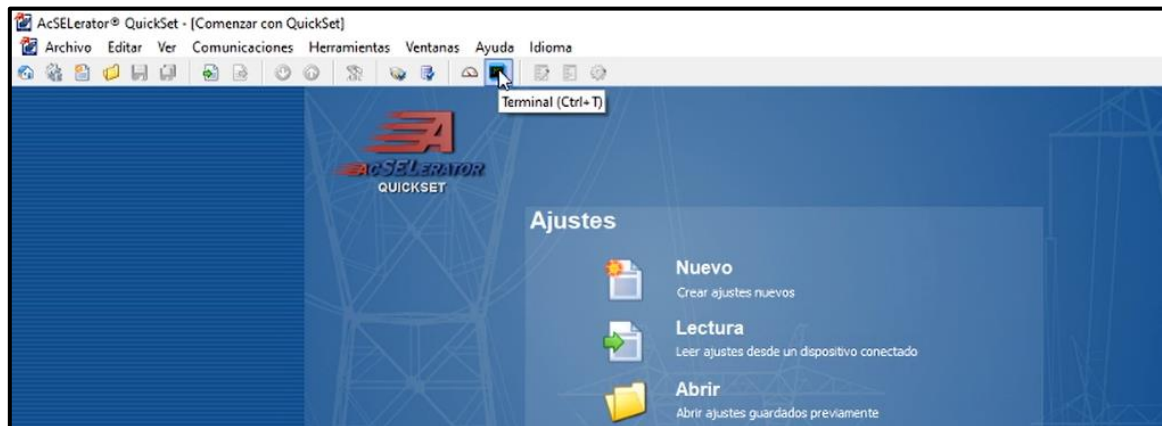 AcSELerator® QuickSet - [Comenzar con QuickSet]
Archivo Editar Ver Comunicaciones Herramientas Ventanas Ayuda Idioma
Terminal (Ctrl+T)
ACSELERATOR
QUICKSET
Ajustes
Nuevo
Crear ajustes nuevos
Lectura
Leer ajustes desde un dispositivo conectado
Abrir
Abrir ajustes guardados previamente